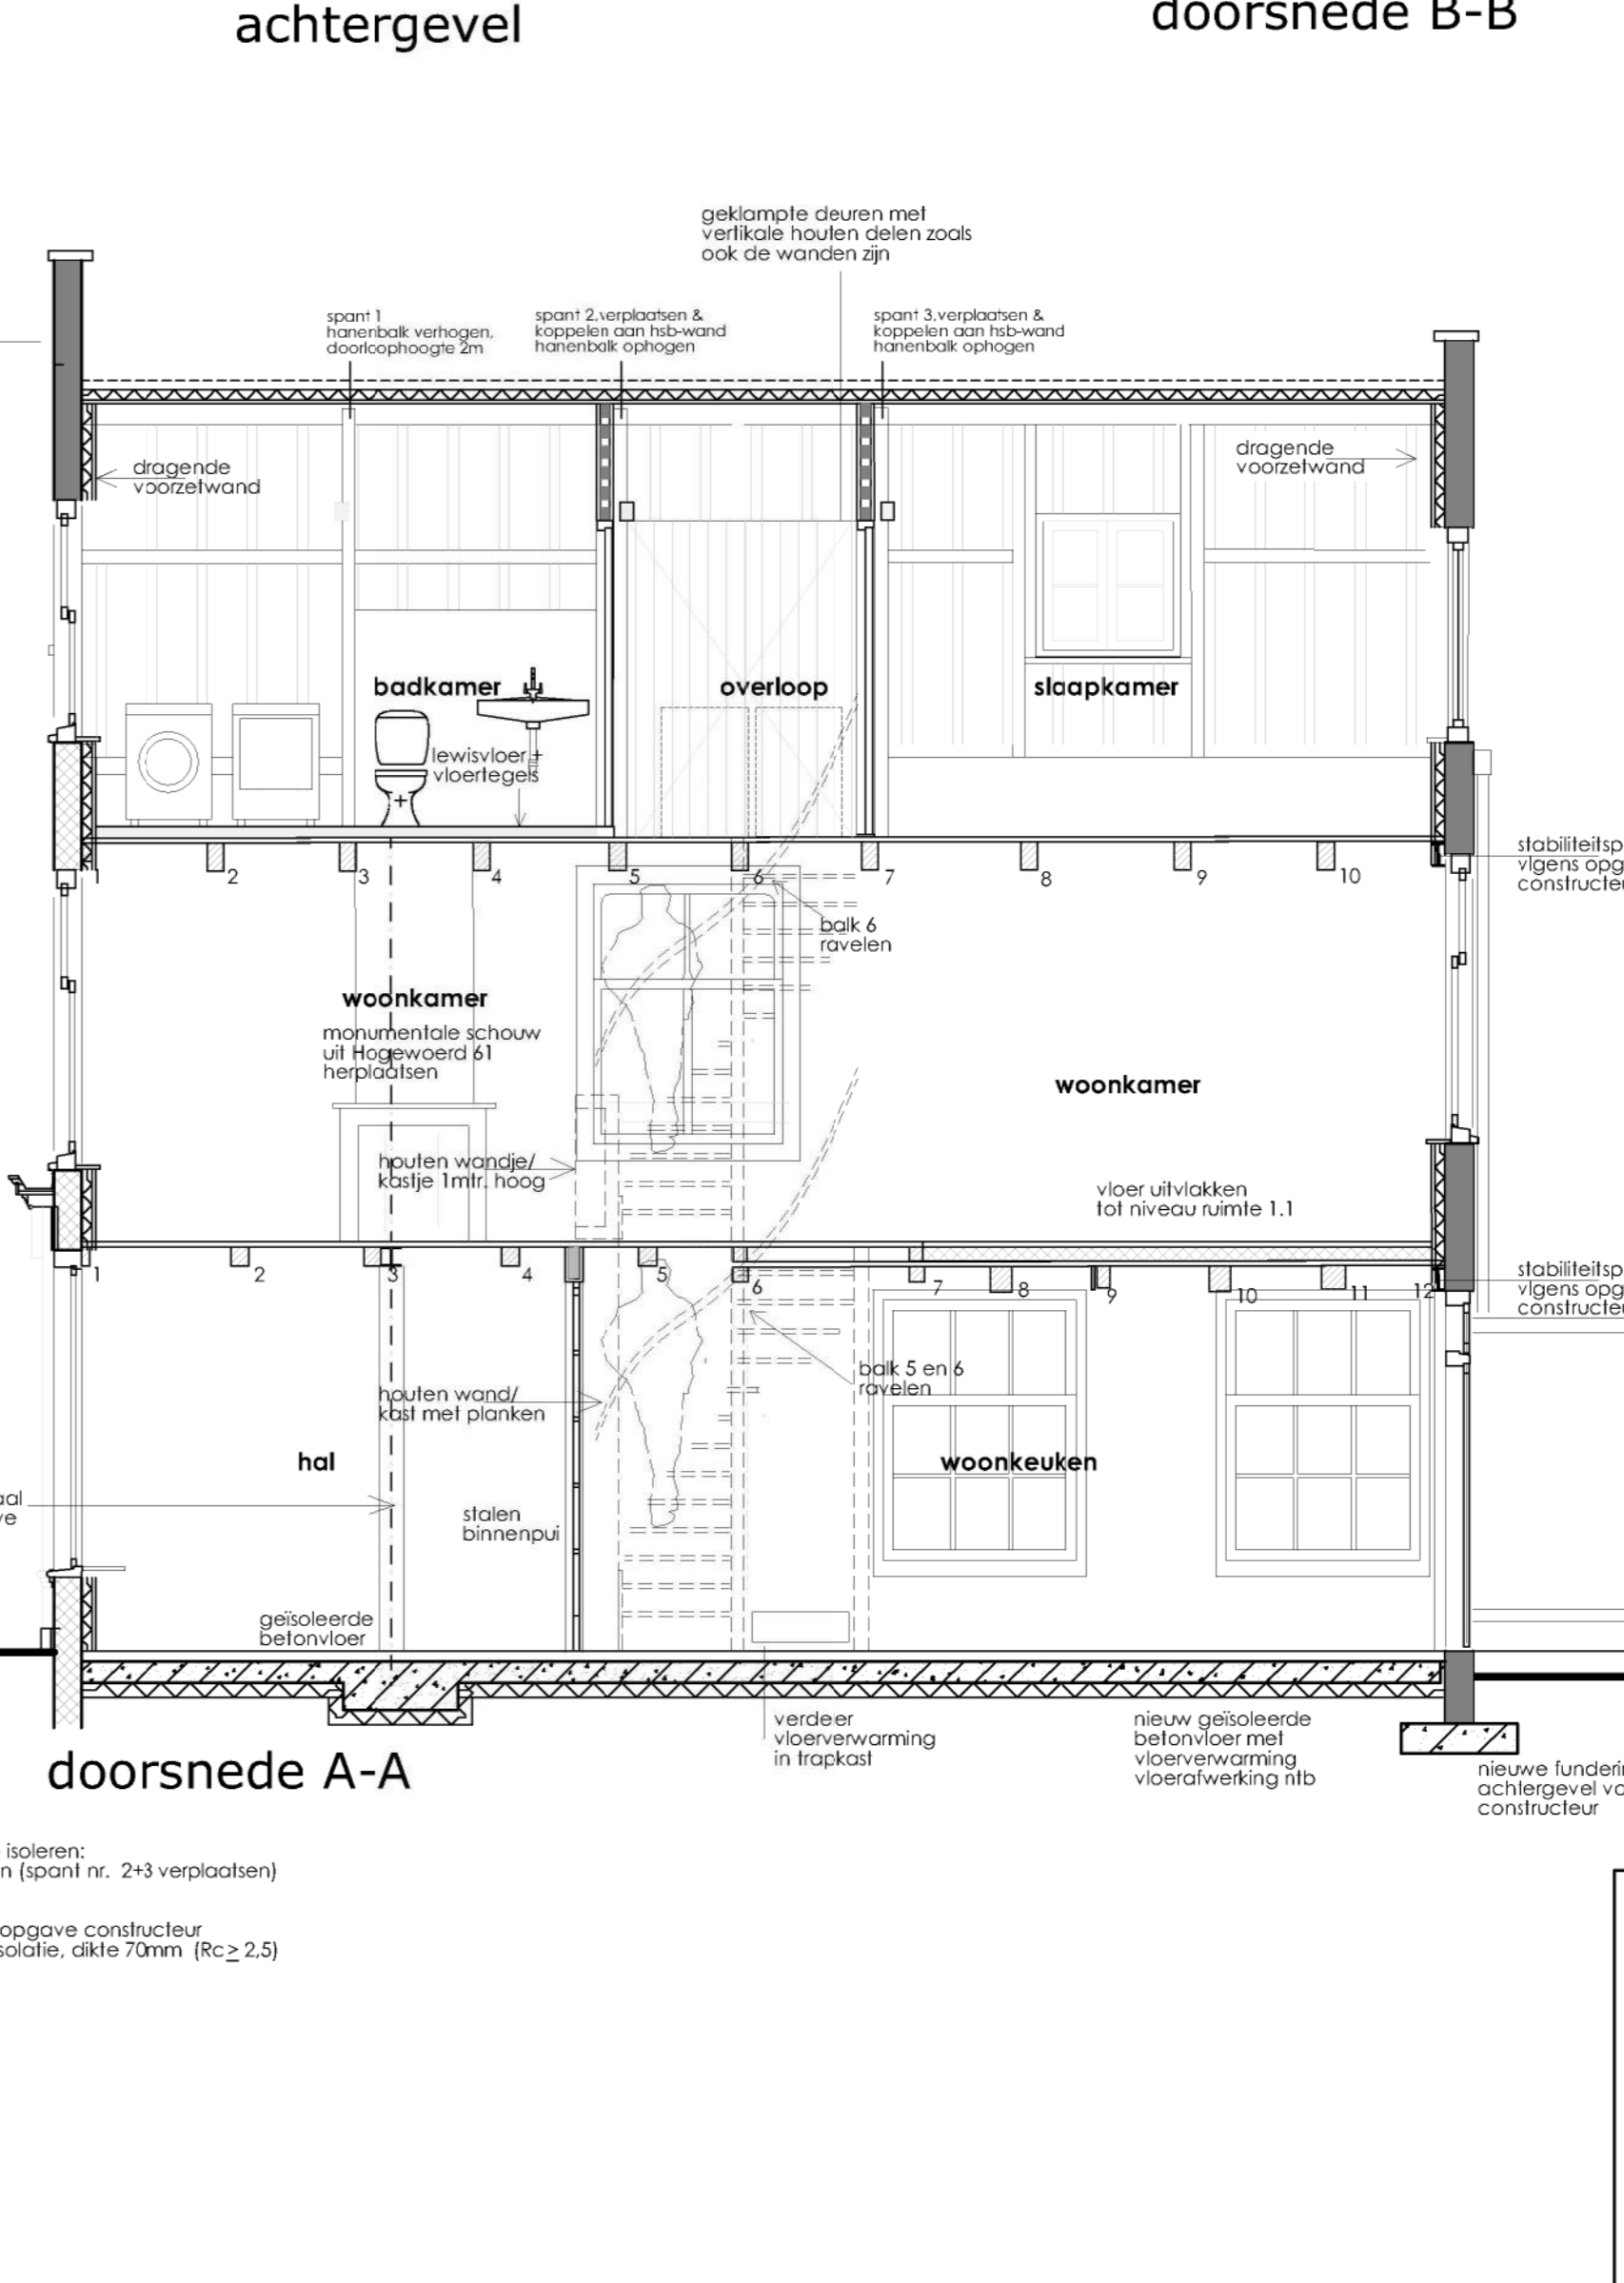 achtergevel
doorsnede B-B
geklampte deuren met
vertikale houten delen zoals
ook de wanden zijn
spant 1
hanenbalk verhogen,
doorloophoogte 2m
spant 2,verplaatsen &
koppelen aan hsb-wand
hanenbalk ophogen
spant 3,verplaatsen &
koppelen aan hsb-wand
hanenbalk ophogen
dragende
voorzetwand
dragende
voorzetwand
badkamer
overloop
slaapkamer
lewisvloer +
vloertegels
1
2
3
4
5
6
7
8
9
10
stabiliteitsp
vlgens opg
constructeu
balk 6
ravelen
woonkamer
monumentale schouw
uit Hogewoerd 61
herplaatsen
woonkamer
houten wandje/
kastje 1mtr. hoog
vloer uitvlakken
tot niveau ruimte 1.1
1
2
3
4
5
6
7
8
9
10
11
12
stabiliteitsp
vlgens opg
constructeu
balk 5 en 6
ravelen
houten wand/
kast met planken
hal
woonkeuken
aal
ve
stalen
binnenpui
geïsoleerde
betonvloer
verdeler
vloerverwarming
in trapkast
nieuw geïsoleerde
betonvloer met
vloerverwarming
vloerafwerking ntb
nieuwe funderin
achtergevel vo
constructeur
doorsnede A-A
isoleren:
n (spant nr. 2+3 verplaatsen)
opgave constructeur
solatie, dikte 70mm (Rc ≥ 2,5)